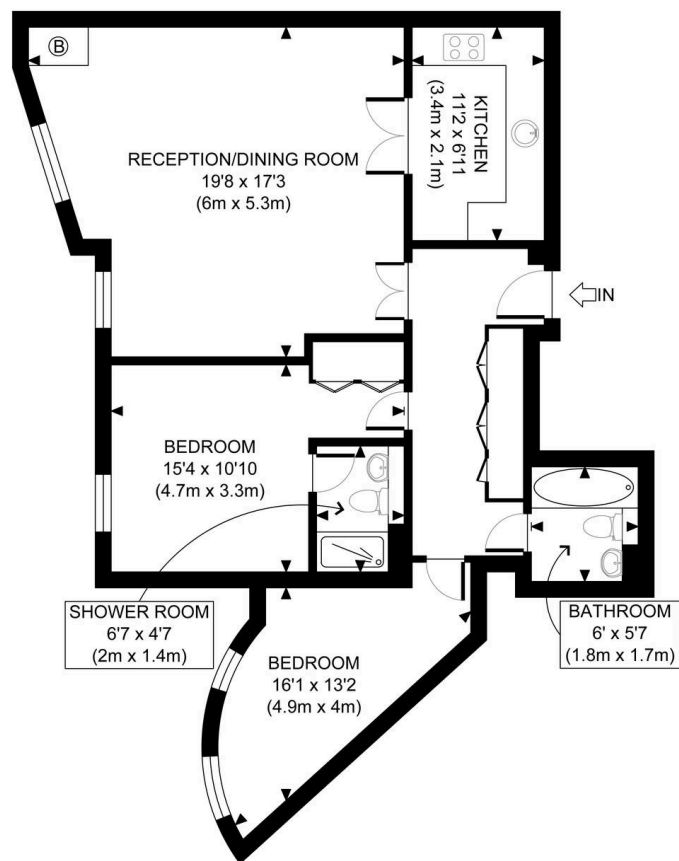 B
RECEPTION/DINING ROOM
19'8 x 17'3
(6m x 5.3m)
KITCHEN
11'2 x 6'11
(3.4m x 2.1m)
IN
BEDROOM
15'4 x 10'10
(4.7m x 3.3m)
SHOWER ROOM
6'7 x 4'7
(2m x 1.4m)
BEDROOM
16'1 x 13'2
(4.9m x 4m)
BATHROOM
6' x 5'7
(1.8m x 1.7m)